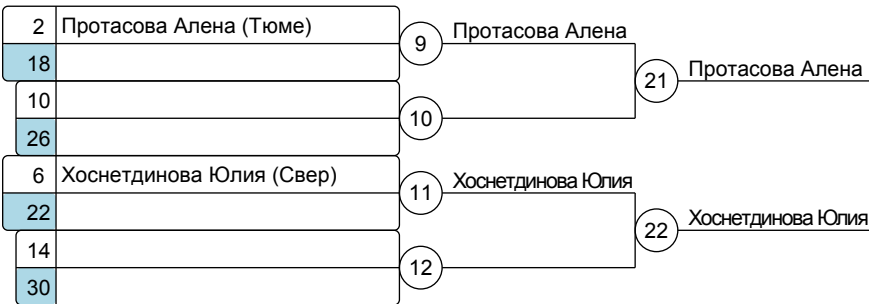 2 Протасова Алена (Тюме)
9 Протасова Алена
18
21 Протасова Алена
10
10
26
6 Хоснетдинова Юлия (Свер)
11 Хоснетдинова Юлия
22
22 Хоснетдинова Юлия
14
12
30